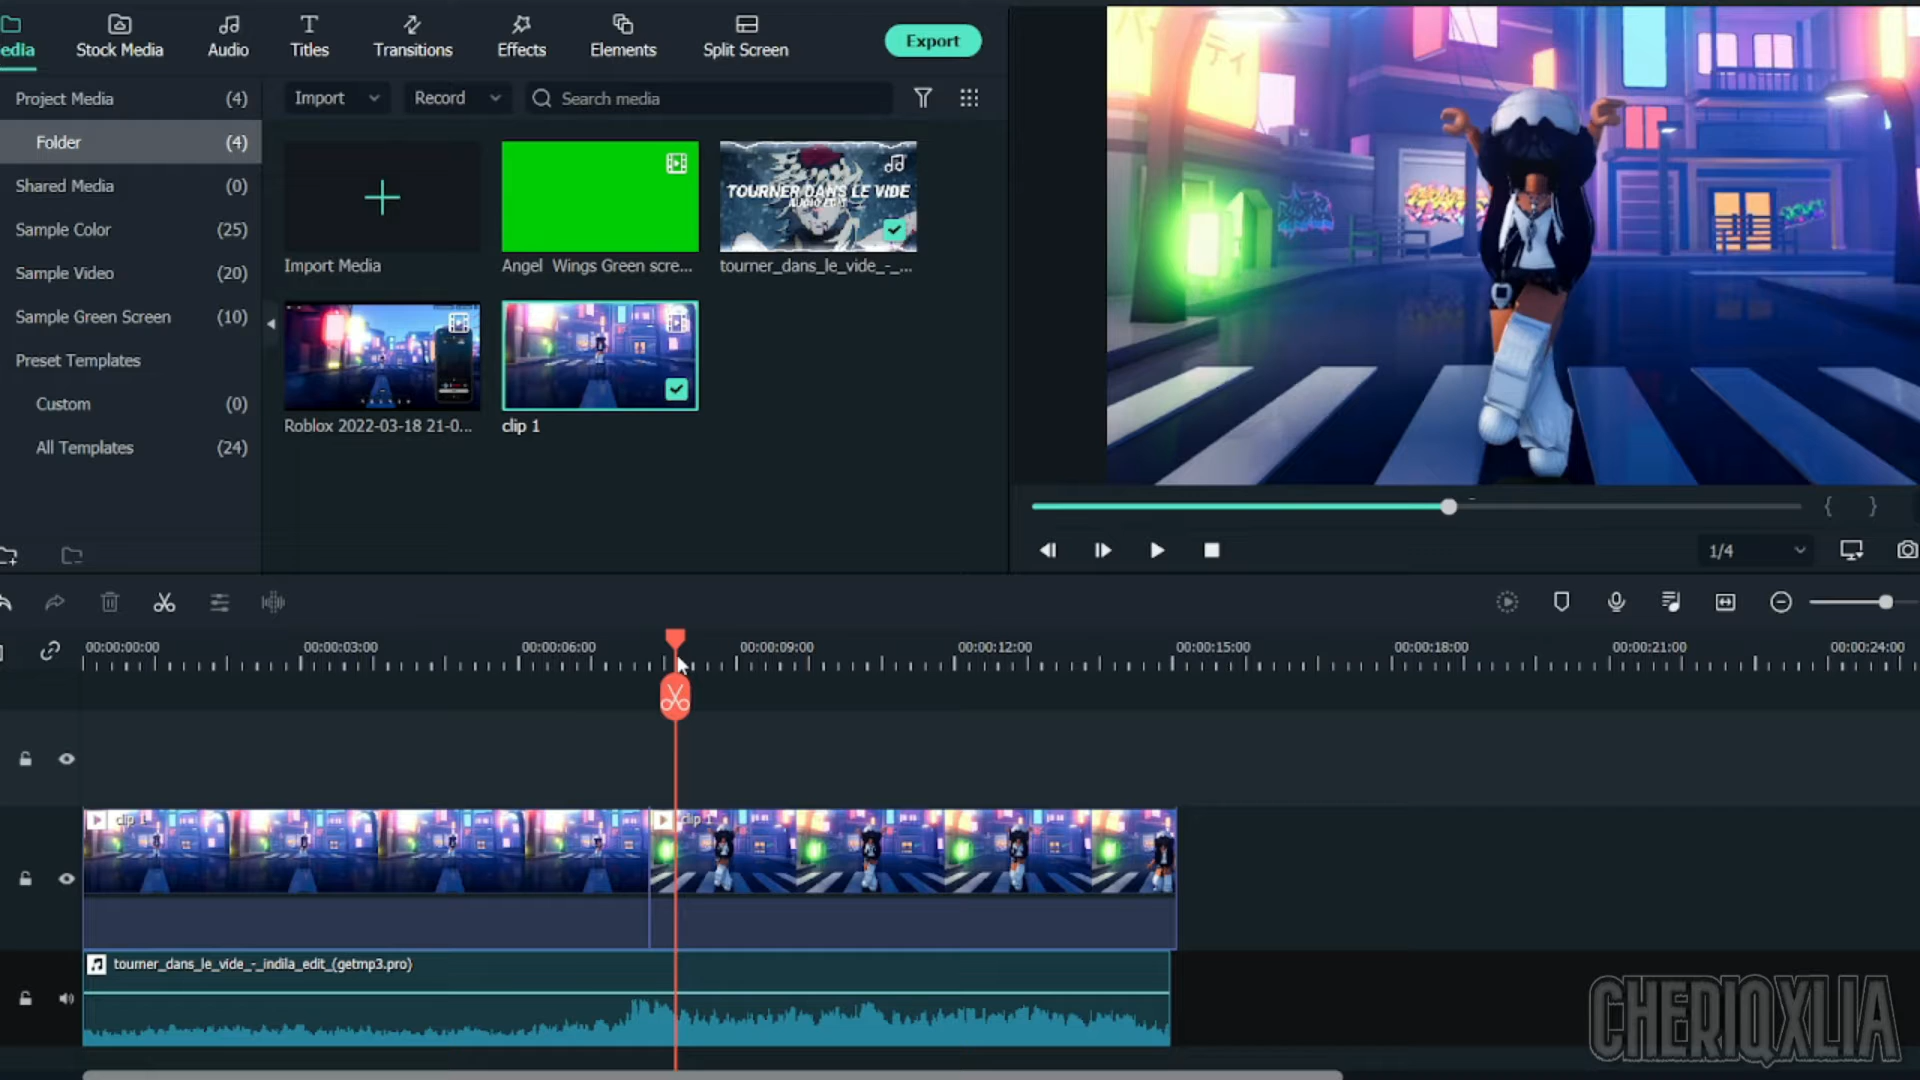 edia
Stock Media
Audio
Titles
Transitions
Effects
Elements
Split Screen
Export
Project Media (4)
Folder (4)
Shared Media (0)
Sample Color (25)
Sample Video (20)
Sample Green Screen (10)
Preset Templates
Custom (0)
All Templates (24)
Import
Record
Search media
Import Media
Angel Wings Green scre...
TOURNER DANS LE VIDE
AUDIO EDIT
tourner_dans_le_vide_-_...
Roblox 2022-03-18 21-0...
clip 1
1/4
00:00:00:00
00:00:03:00
00:00:06:00
00:00:09:00
00:00:12:00
00:00:15:00
00:00:18:00
00:00:21:00
00:00:24:00
clip 1
clip 1
tourner_dans_le_vide_-_indila_edit_(getmp3.pro)
CHERIQXLIA